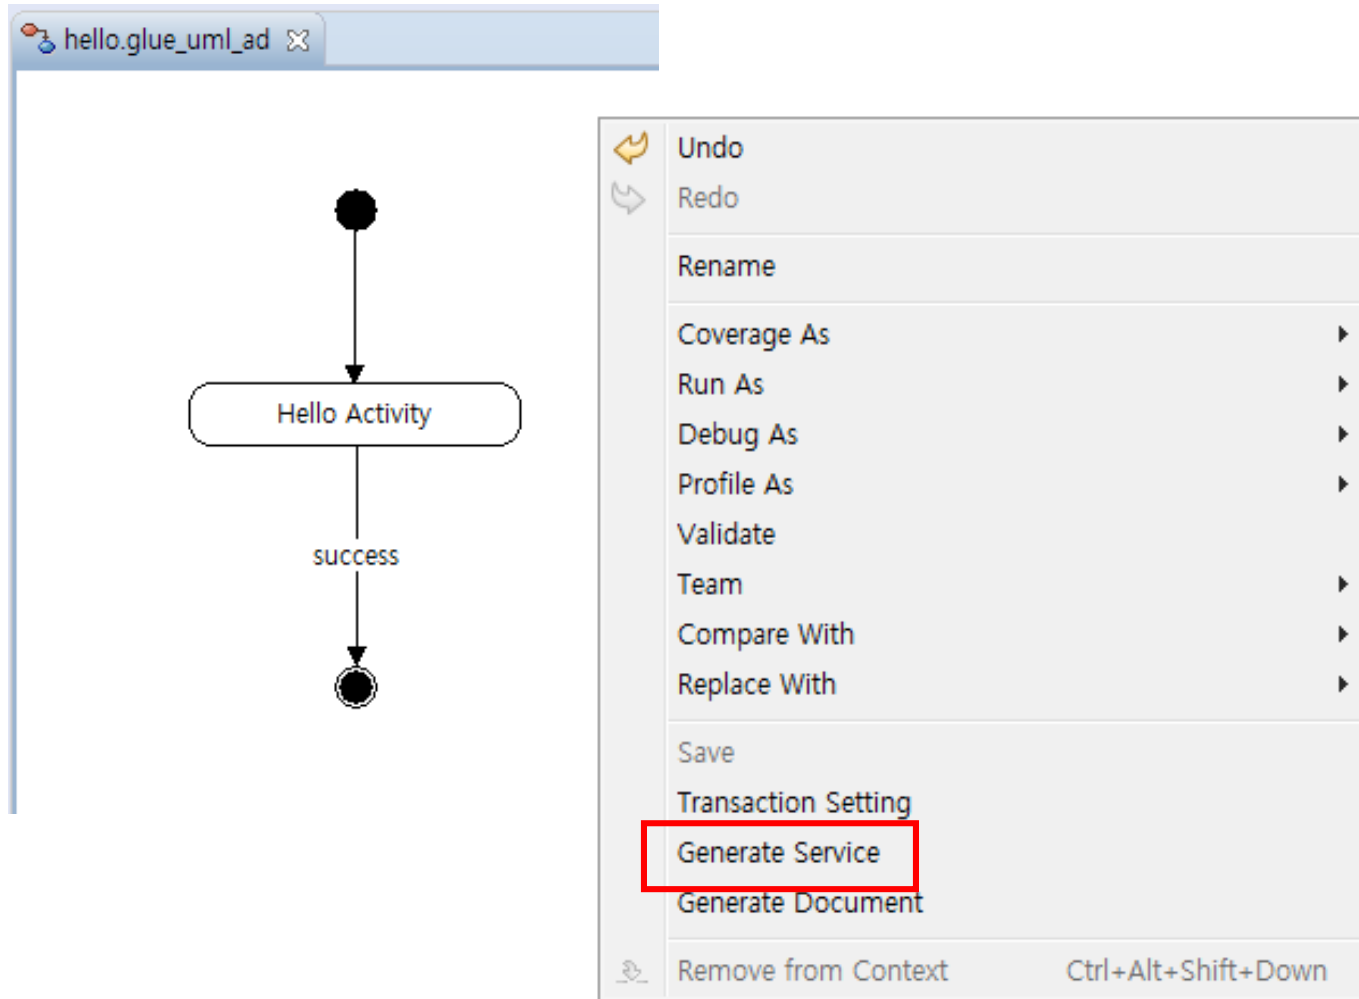 hello.glue_uml_ad
Hello Activity
success
Undo
Redo
Rename
Coverage As
Run As
Debug As
Profile As
Validate
Team
Compare With
Replace With
Save
Transaction Setting
Generate Service
Generate Document
Remove from Context Ctrl+Alt+Shift+Down